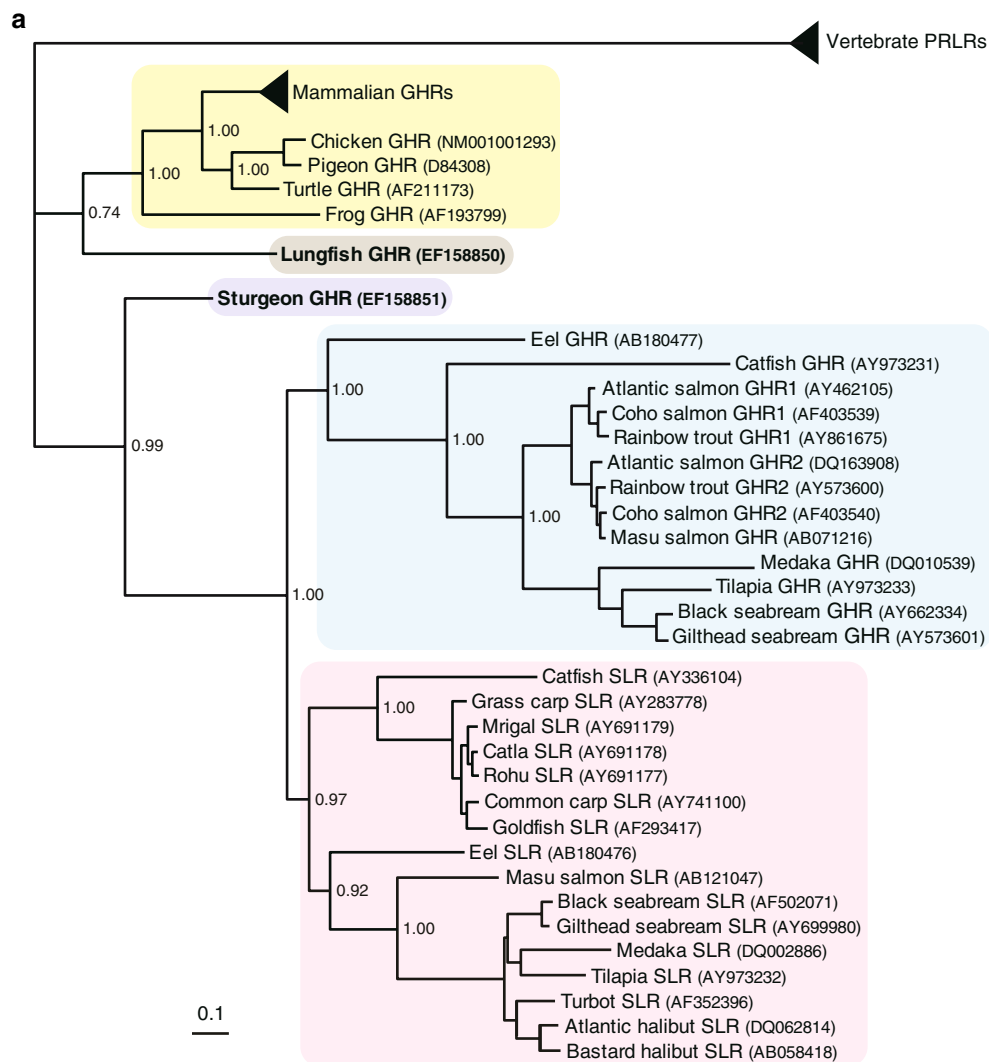 a
Vertebrate PRLRs
Mammalian GHRs
1.00
Chicken GHR (NM001001293)
1.00
Pigeon GHR (D84308)
1.00
Turtle GHR (AF211173)
0.74
Frog GHR (AF193799)
Lungfish GHR (EF158850)
Sturgeon GHR (EF158851)
Eel GHR (AB180477)
Catfish GHR (AY973231)
1.00
Atlantic salmon GHR1 (AY462105)
Coho salmon GHR1 (AF403539)
0.99
1.00
Rainbow trout GHR1 (AY861675)
Atlantic salmon GHR2 (DQ163908)
Rainbow trout GHR2 (AY573600)
1.00
Coho salmon GHR2 (AF403540)
Masu salmon GHR (AB071216)
Medaka GHR (DQ010539)
1.00
Tilapia GHR (AY973233)
Black seabream GHR (AY662334)
Gilthead seabream GHR (AY573601)
Catfish SLR (AY336104)
1.00
Grass carp SLR (AY283778)
Mrigal SLR (AY691179)
Catla SLR (AY691178)
Rohu SLR (AY691177)
0.97
Common carp SLR (AY741100)
Goldfish SLR (AF293417)
Eel SLR (AB180476)
0.92
Masu salmon SLR (AB121047)
Black seabream SLR (AF502071)
1.00
Gilthead seabream SLR (AY699980)
Medaka SLR (DQ002886)
Tilapia SLR (AY973232)
Turbot SLR (AF352396)
0.1
Atlantic halibut SLR (DQ062814)
Bastard halibut SLR (AB058418)